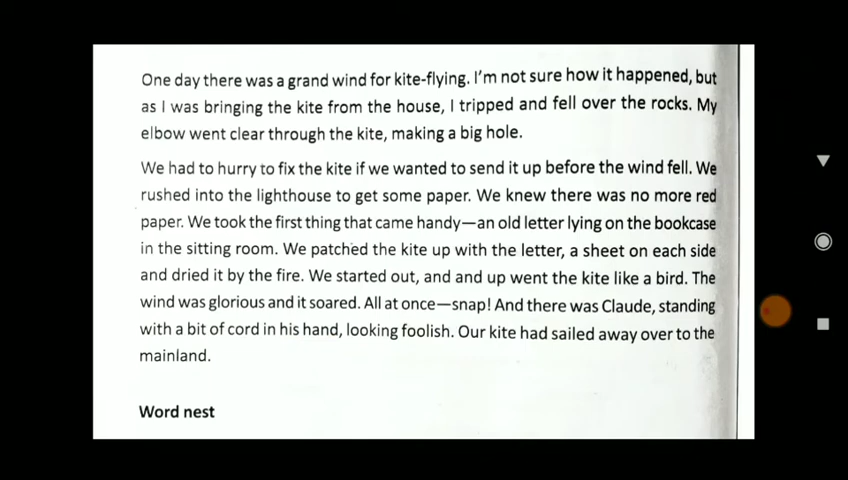 One day there was a grand wind for kite-flying. I'm not sure how it happened, but
as I was bringing the kite from the house, I tripped and fell over the rocks. My
elbow went clear through the kite, making a big hole.
We had to hurry to fix the kite if we wanted to send it up before the wind fell. We
rushed into the lighthouse to get some paper. We knew there was no more red
paper. We took the first thing that came handy—an old letter lying on the bookcase
in the sitting room. We patched the kite up with the letter, a sheet on each side
and dried it by the fire. We started out, and and up went the kite like a bird. The
wind was glorious and it soared. All at once—snap! And there was Claude, standing
with a bit of cord in his hand, looking foolish. Our kite had sailed away over to the
mainland.
Word nest